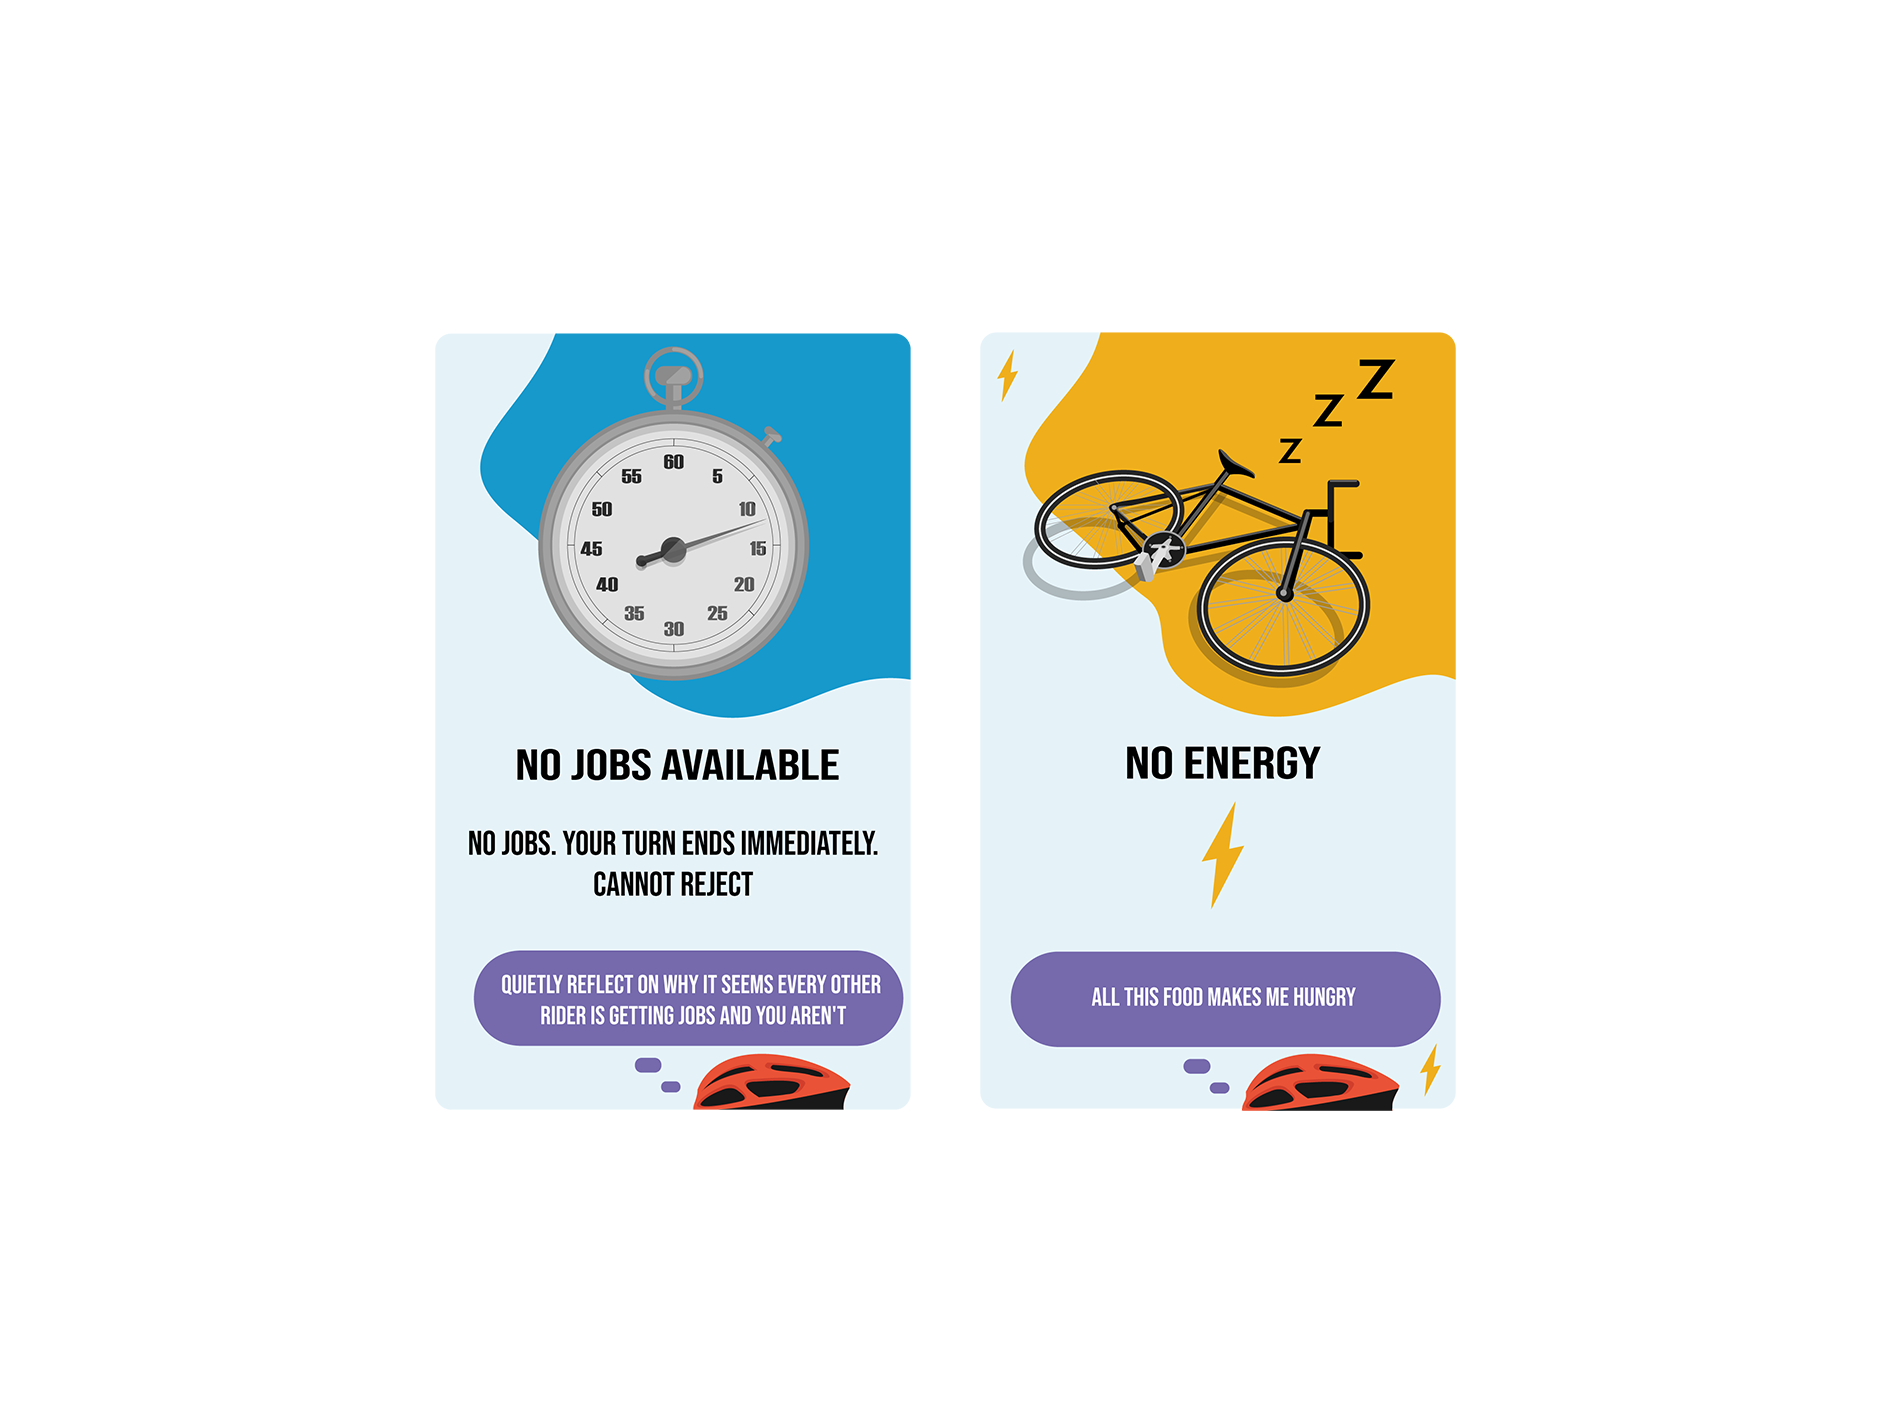 60
55
5
50
10
45
15
40
20
35
25
30
NO JOBS AVAILABLE
NO JOBS. YOUR TURN ENDS IMMEDIATELY.
CANNOT REJECT
QUIETLY REFLECT ON WHY IT SEEMS EVERY OTHER
RIDER IS GETTING JOBS AND YOU AREN'T
Z
Z
Z
NO ENERGY
ALL THIS FOOD MAKES ME HUNGRY